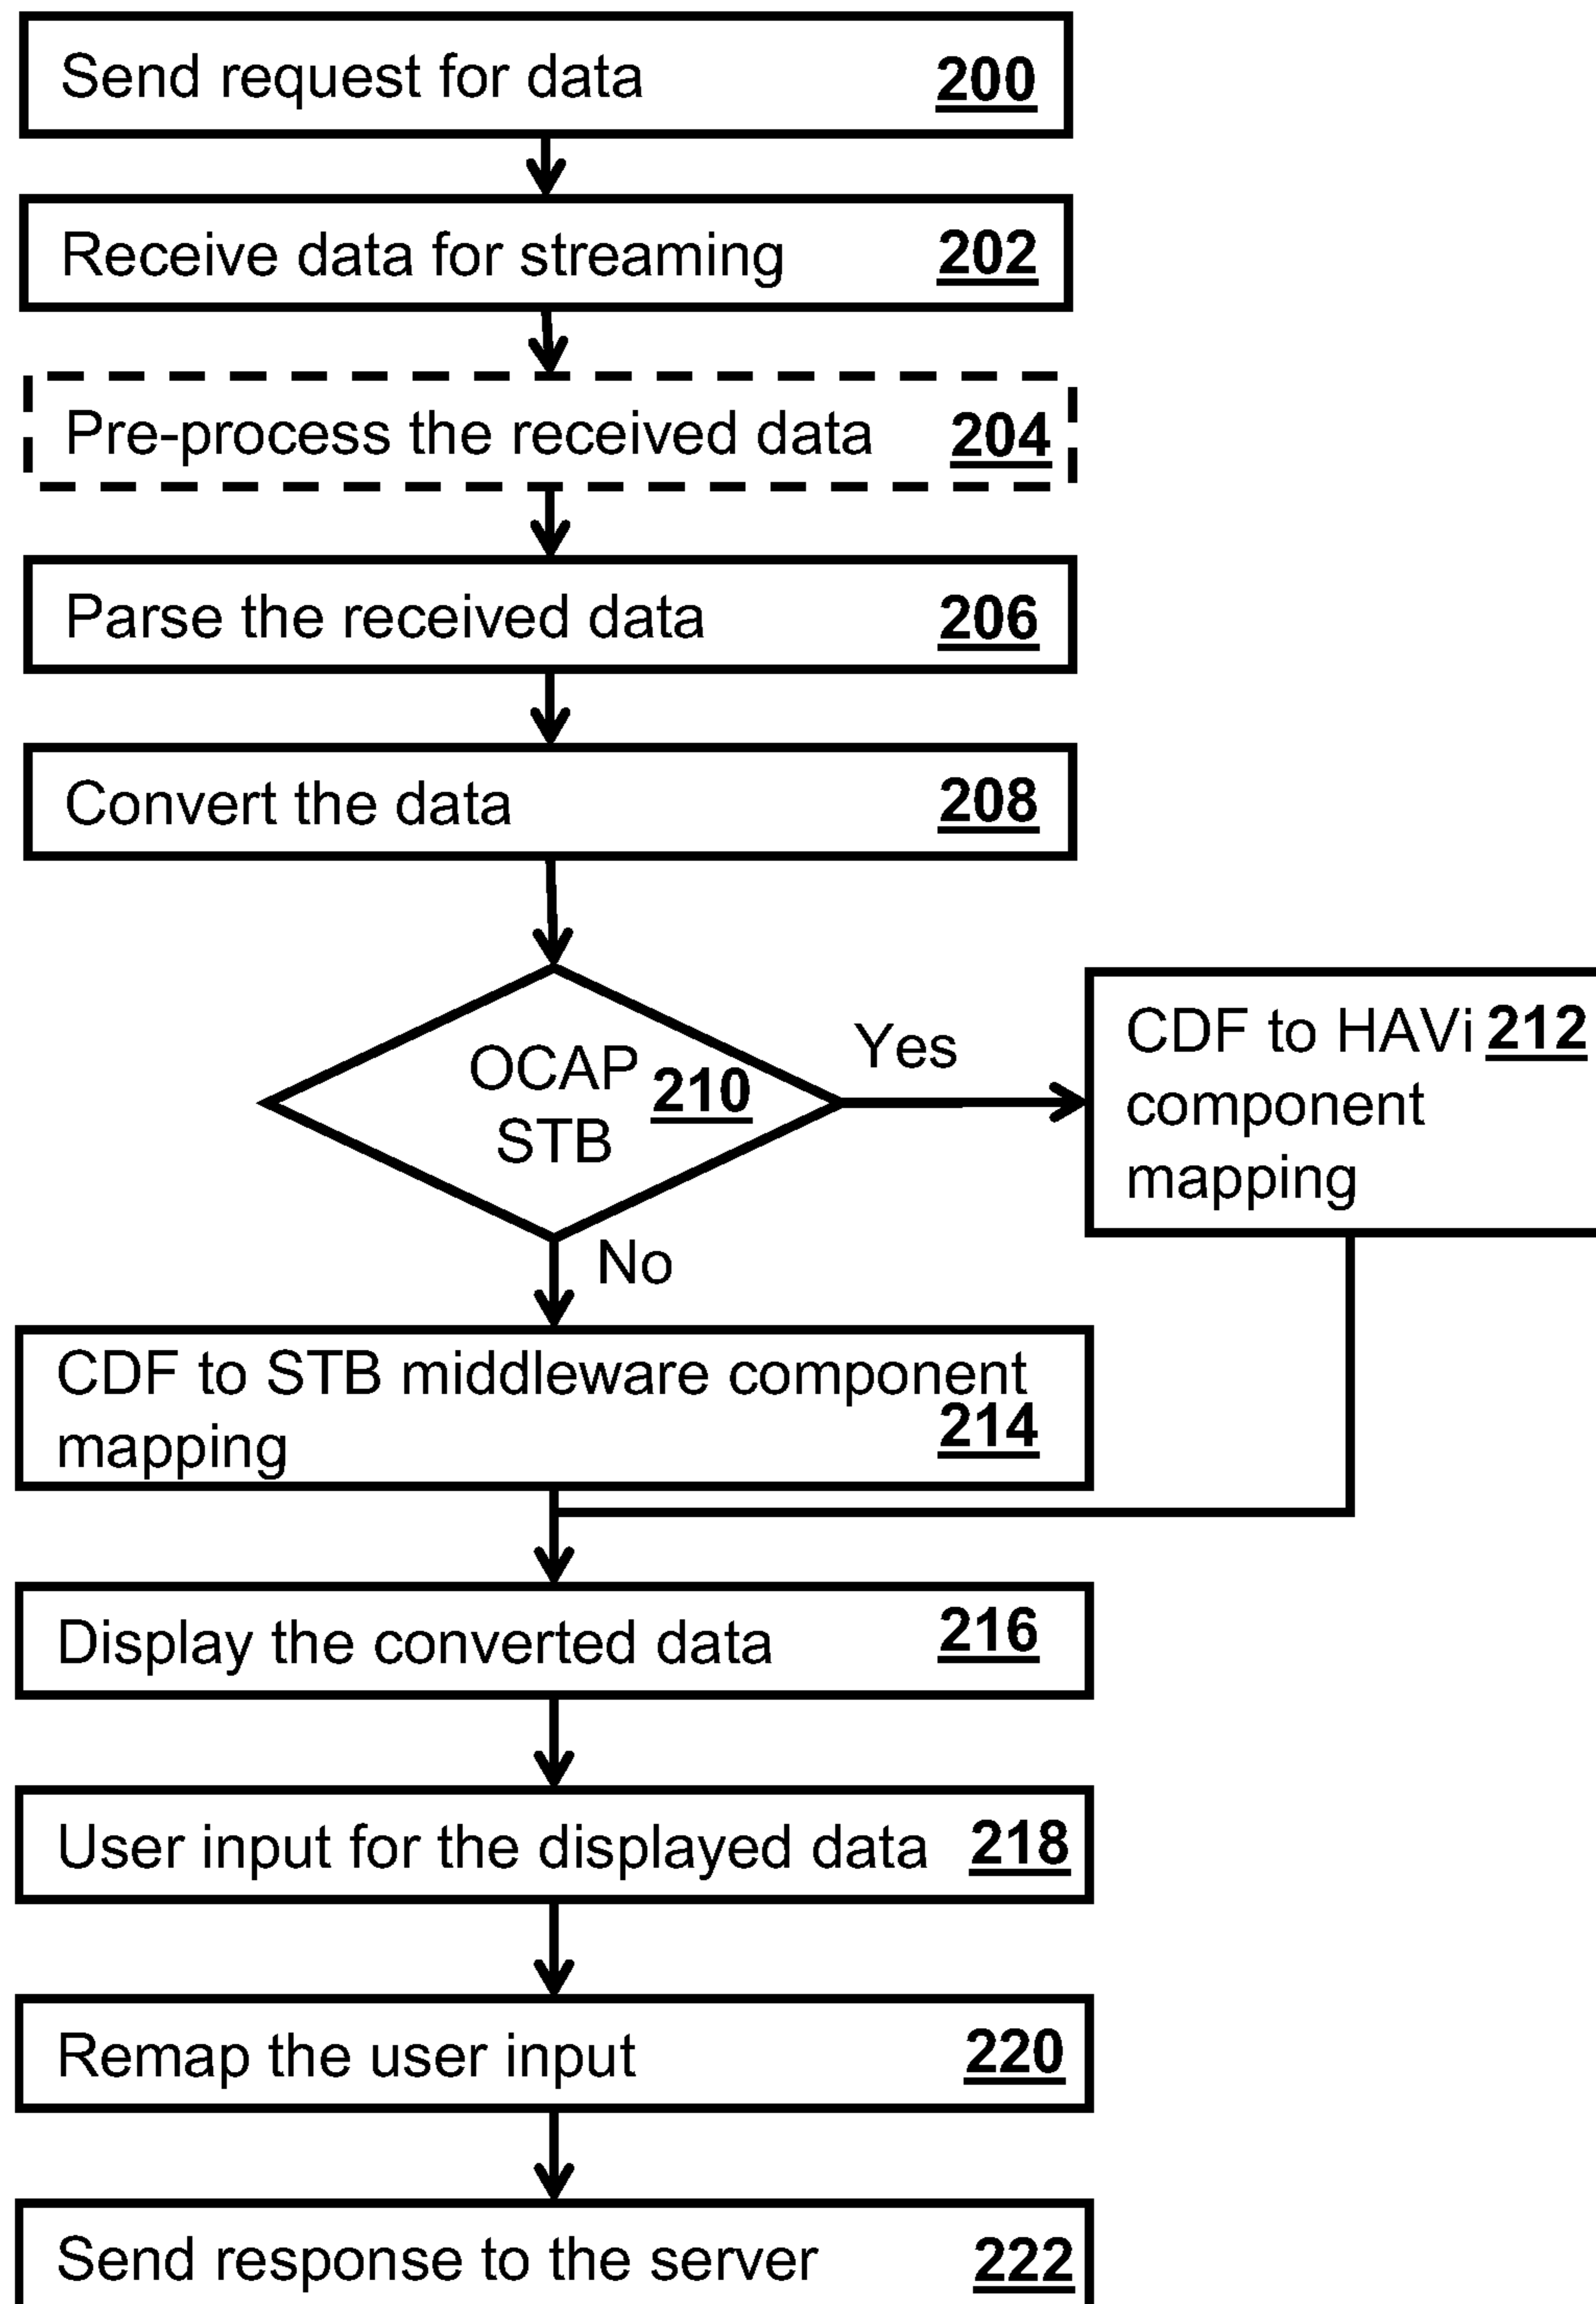 Send request for data 200
Receive data for streaming 202
Pre-process the received data 204
Parse the received data 206
Convert the data 208
OCAP 210
STB
Yes
CDF to HAVi 212
component
mapping
No
CDF to STB middleware component
mapping 214
Display the converted data 216
User input for the displayed data 218
Remap the user input 220
Send response to the server 222